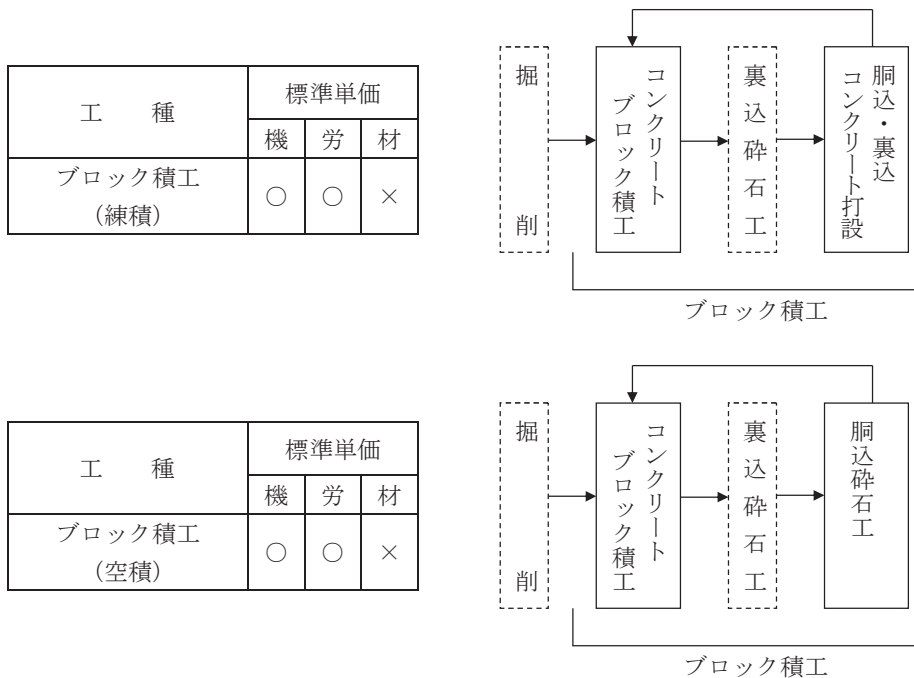 工　種
標準単価
機 労 材
ブロック積工
(練積)
○ ○ ×
掘削
コンクリート
ブロック積工
裏込砕石工
胴込・裏込
コンクリート打設
ブロック積工
工　種
標準単価
機 労 材
ブロック積工
(空積)
○ ○ ×
掘削
コンクリート
ブロック積工
裏込砕石工
胴込砕石工
ブロック積工